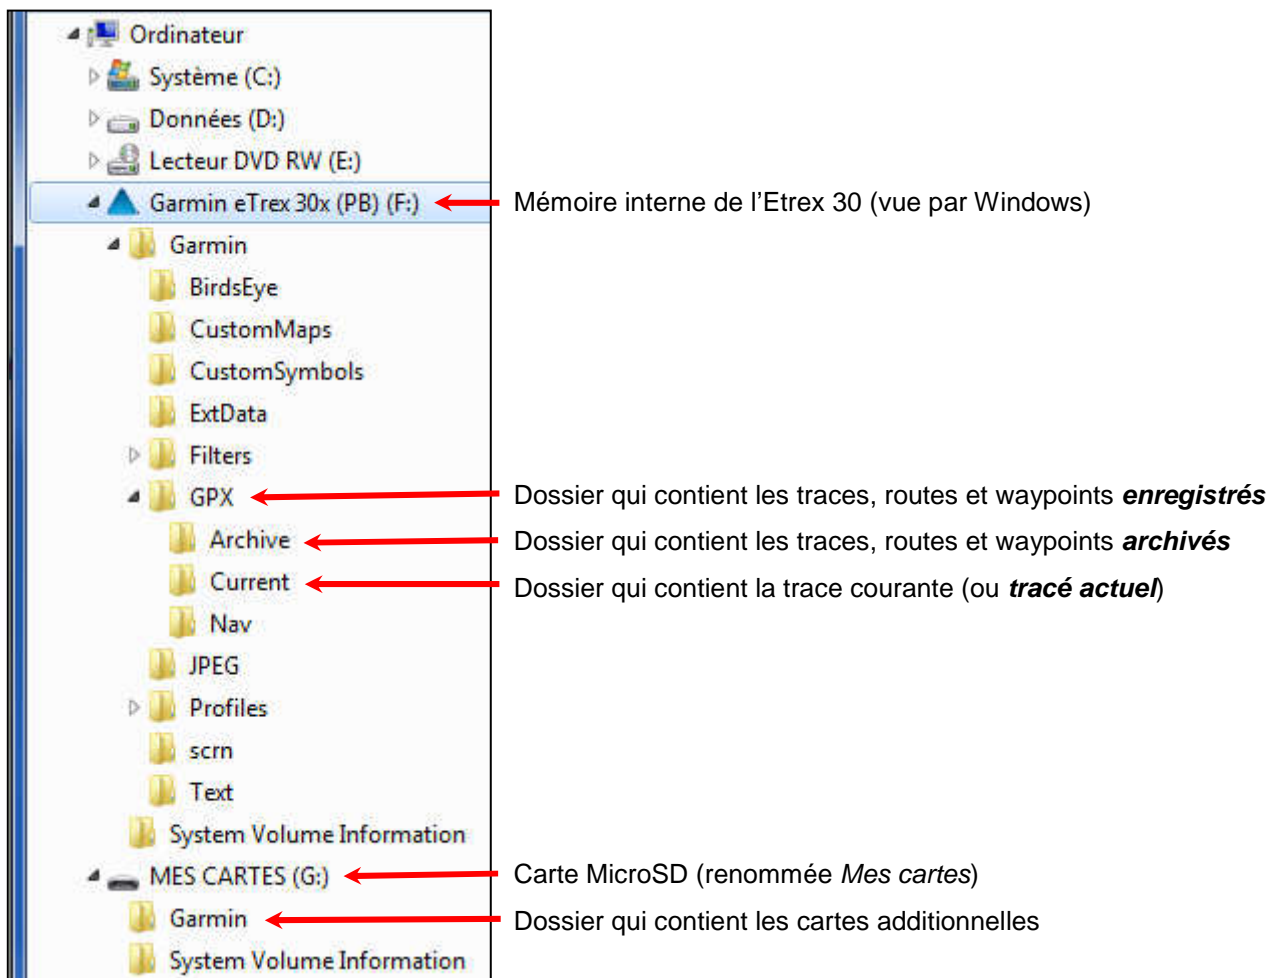 Ordinateur
Système (C:)
Données (D:)
Lecteur DVD RW (E:)
Garmin eTrex 30x (PB) (F:) Mémoire interne de l’Etrex 30 (vue par Windows)
Garmin
BirdsEye
CustomMaps
CustomSymbols
ExtData
Filters
GPX Dossier qui contient les traces, routes et waypoints enregistrés
Archive Dossier qui contient les traces, routes et waypoints archivés
Current Dossier qui contient la trace courante (ou tracé actuel)
Nav
JPEG
Profiles
scrn
Text
System Volume Information
MES CARTES (G:) Carte MicroSD (renommée Mes cartes)
Garmin Dossier qui contient les cartes additionnelles
System Volume Information